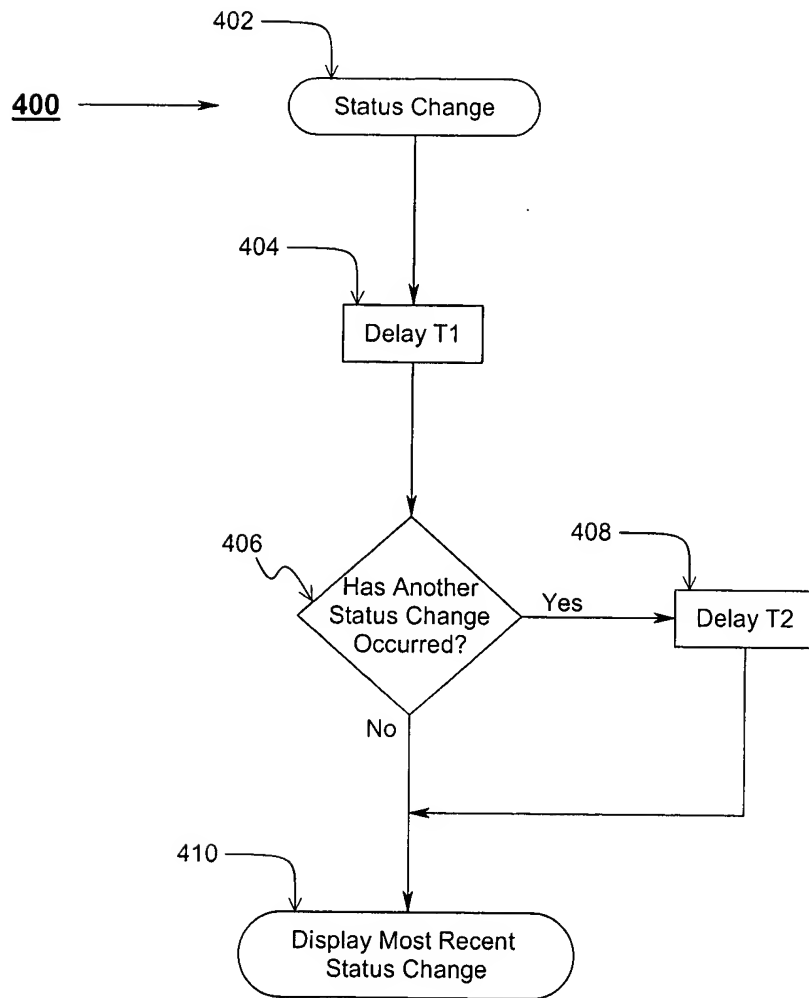 402
400
Status Change
404
Delay T1
406
408
Has Another
Status Change
Occurred?
Yes
Delay T2
No
410
Display Most Recent
Status Change